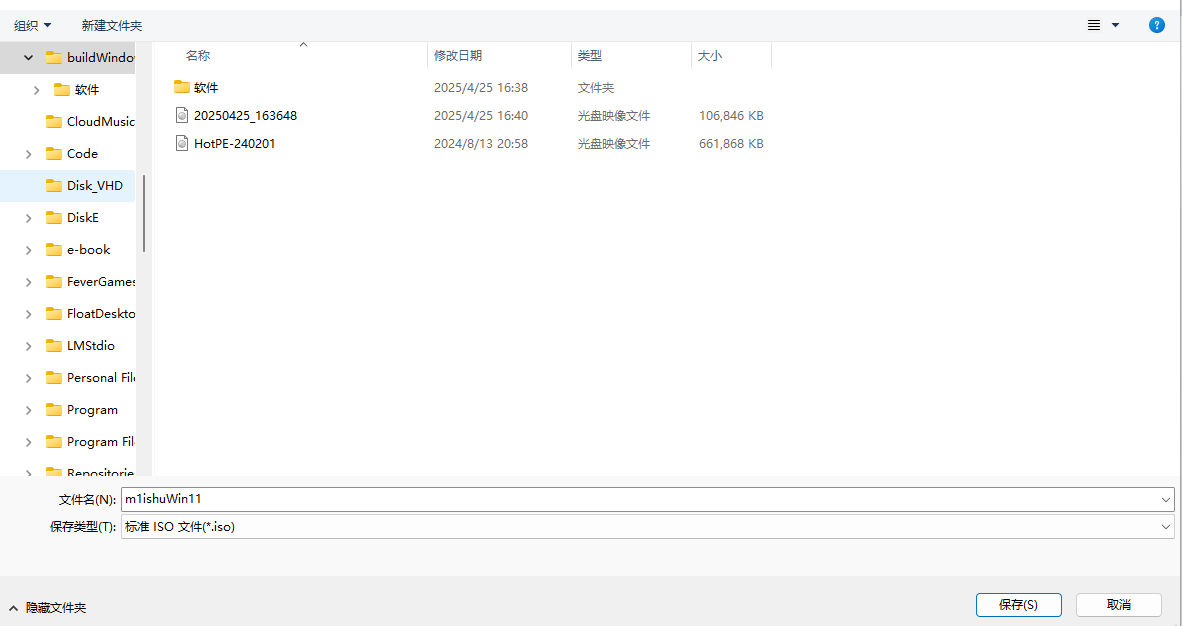 组织 新建文件夹
名称 修改日期 类型 大小
buildWindo
软件
CloudMusic
Code
Disk_VHD
DiskE
e-book
FeverGames
FloatDeskto
LMStdio
Personal File
Program
Program Fil
Repositorie
软件 2025/4/25 16:38 文件夹
20250425_163648 2025/4/25 16:40 光盘映像文件 106,846 KB
HotPE-240201 2024/8/13 20:58 光盘映像文件 661,868 KB
文件名(N): m1ishuWin11
保存类型(T): 标准 ISO 文件(*.iso)
隐藏文件夹 保存(S) 取消